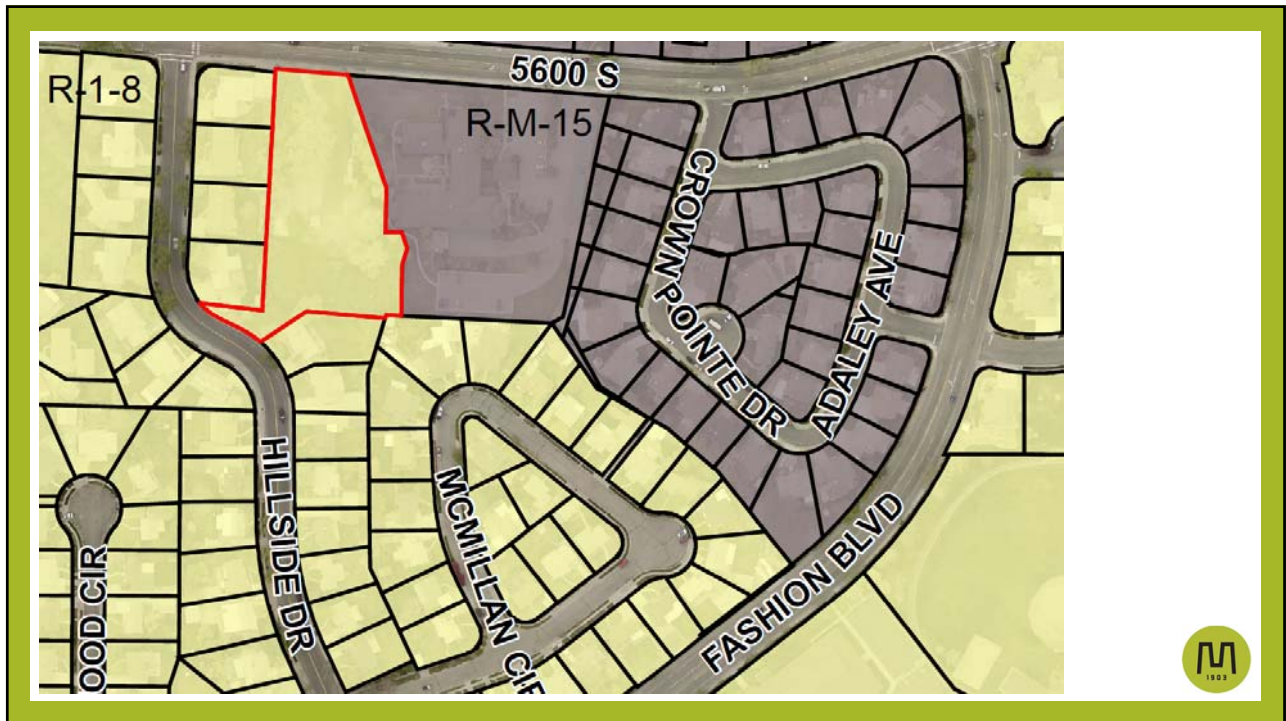 5600 S
R-1-8
R-M-15
CROWN POINTE DR
ADALEY AVE
HILLSIDE DR
MCMILLAN CIR
OOD CIR
FASHION BLVD
M
1903